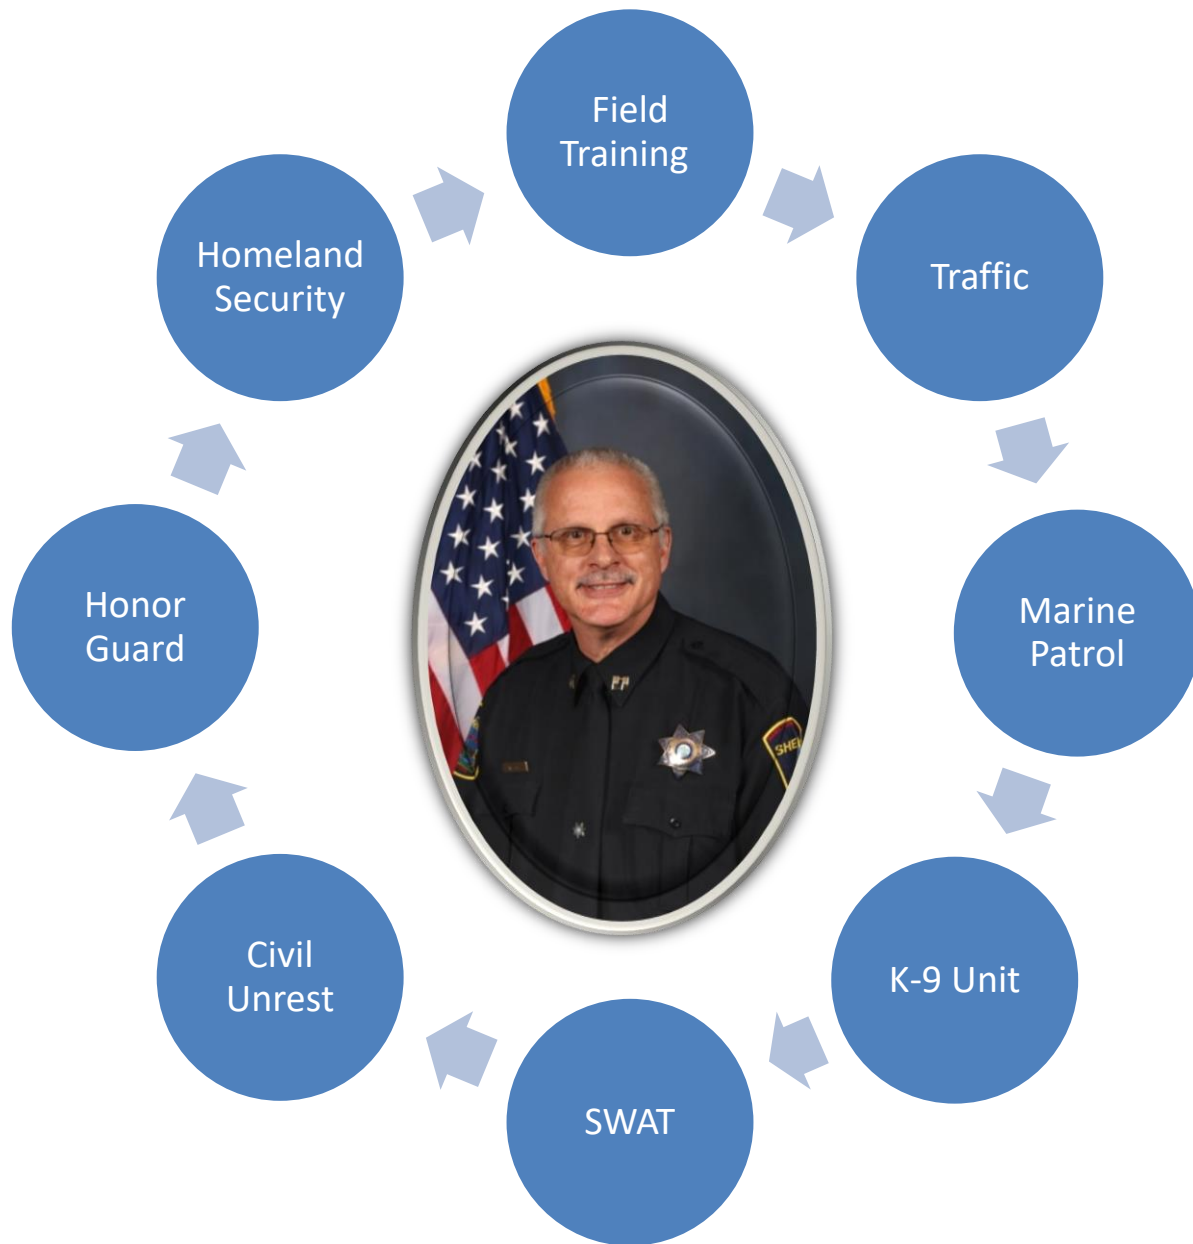 Field
Training
Homeland
Security
Traffic
Honor
Guard
Marine
Patrol
Civil
Unrest
K-9 Unit
SWAT